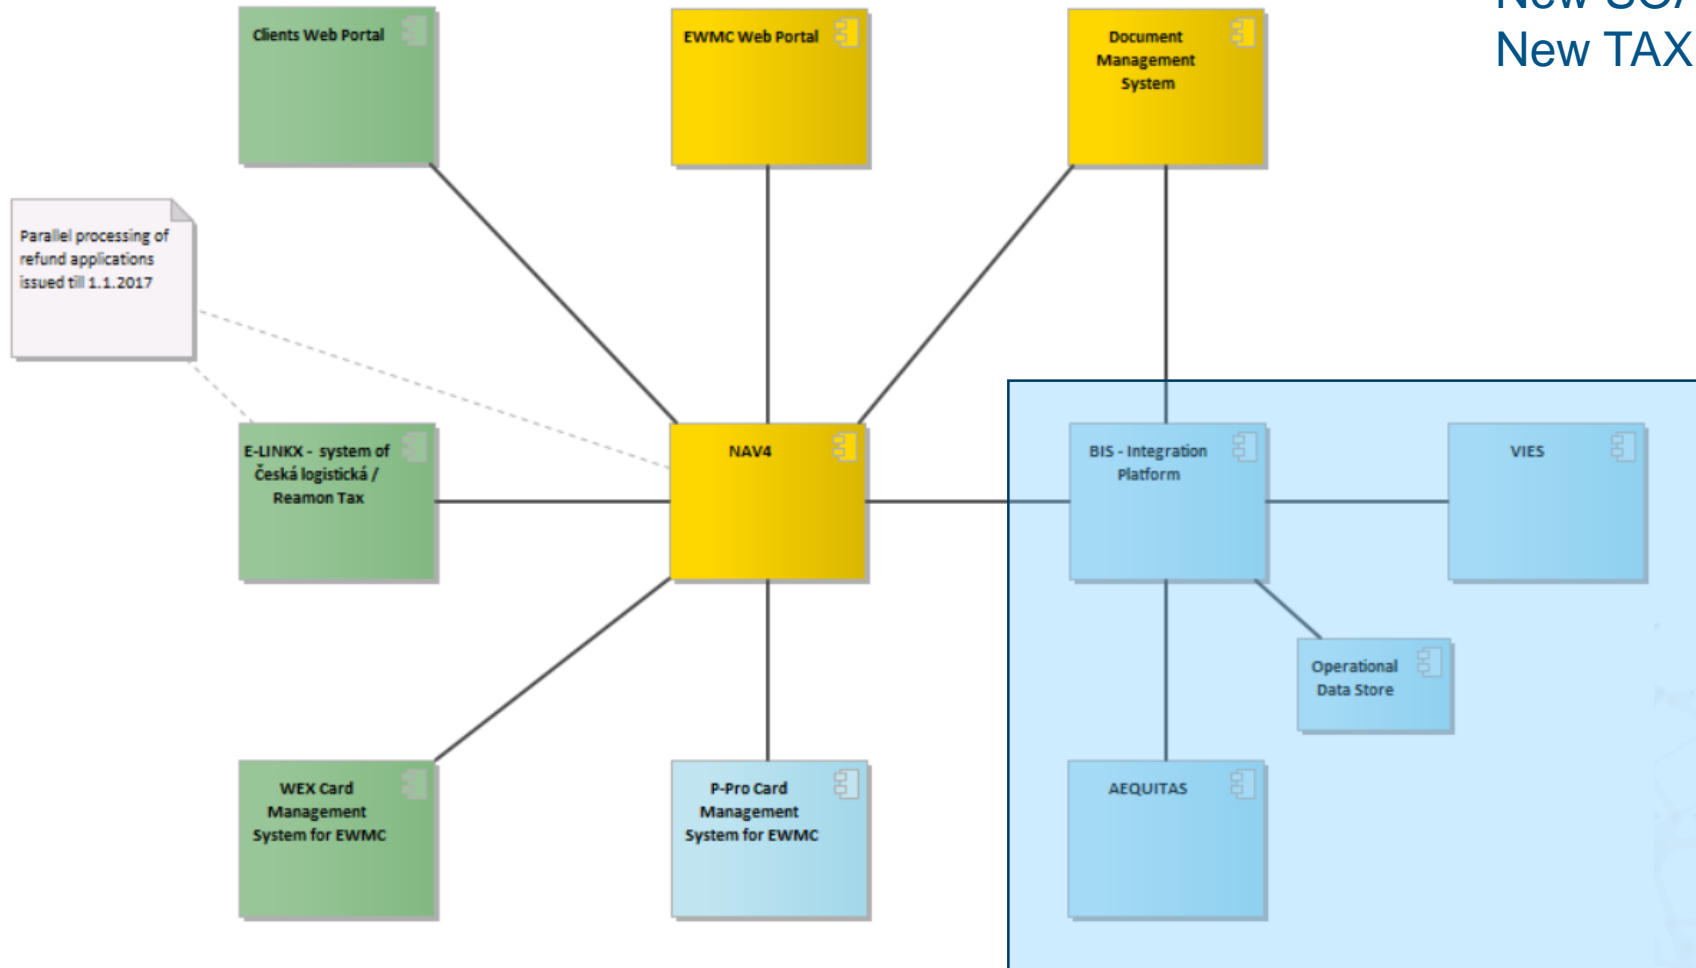 New SOA
New TAX
Clients Web Portal
EWMC Web Portal
Document
Management
System
Parallel processing of
refund applications
issued till 1.1.2017
E-LINKX - system of
Česká logistická /
Reamon Tax
NAV4
BIS - Integration
Platform
VIES
Operational
Data Store
WEX Card
Management
System for EWMC
P-Pro Card
Management
System for EWMC
AEQUITAS